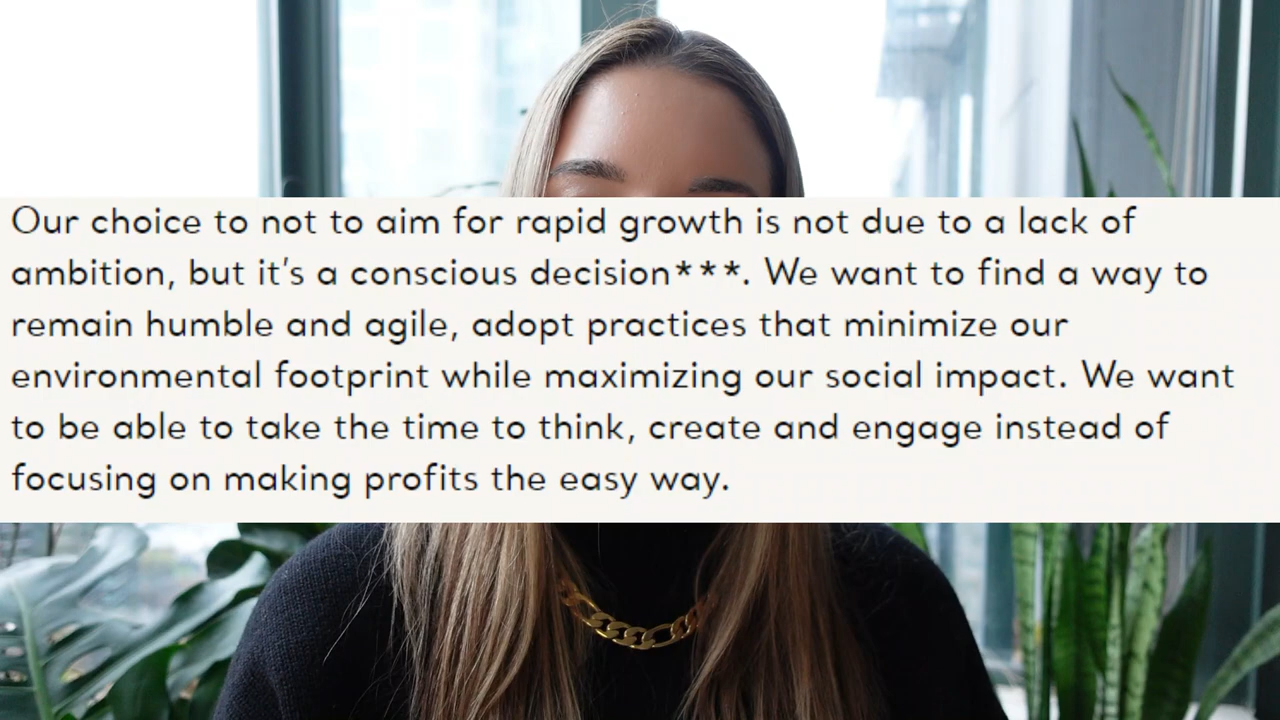 Our choice to not to aim for rapid growth is not due to a lack of
ambition, but it's a conscious decision***. We want to find a way to
remain humble and agile, adopt practices that minimize our
environmental footprint while maximizing our social impact. We want
to be able to take the time to think, create and engage instead of
focusing on making profits the easy way.